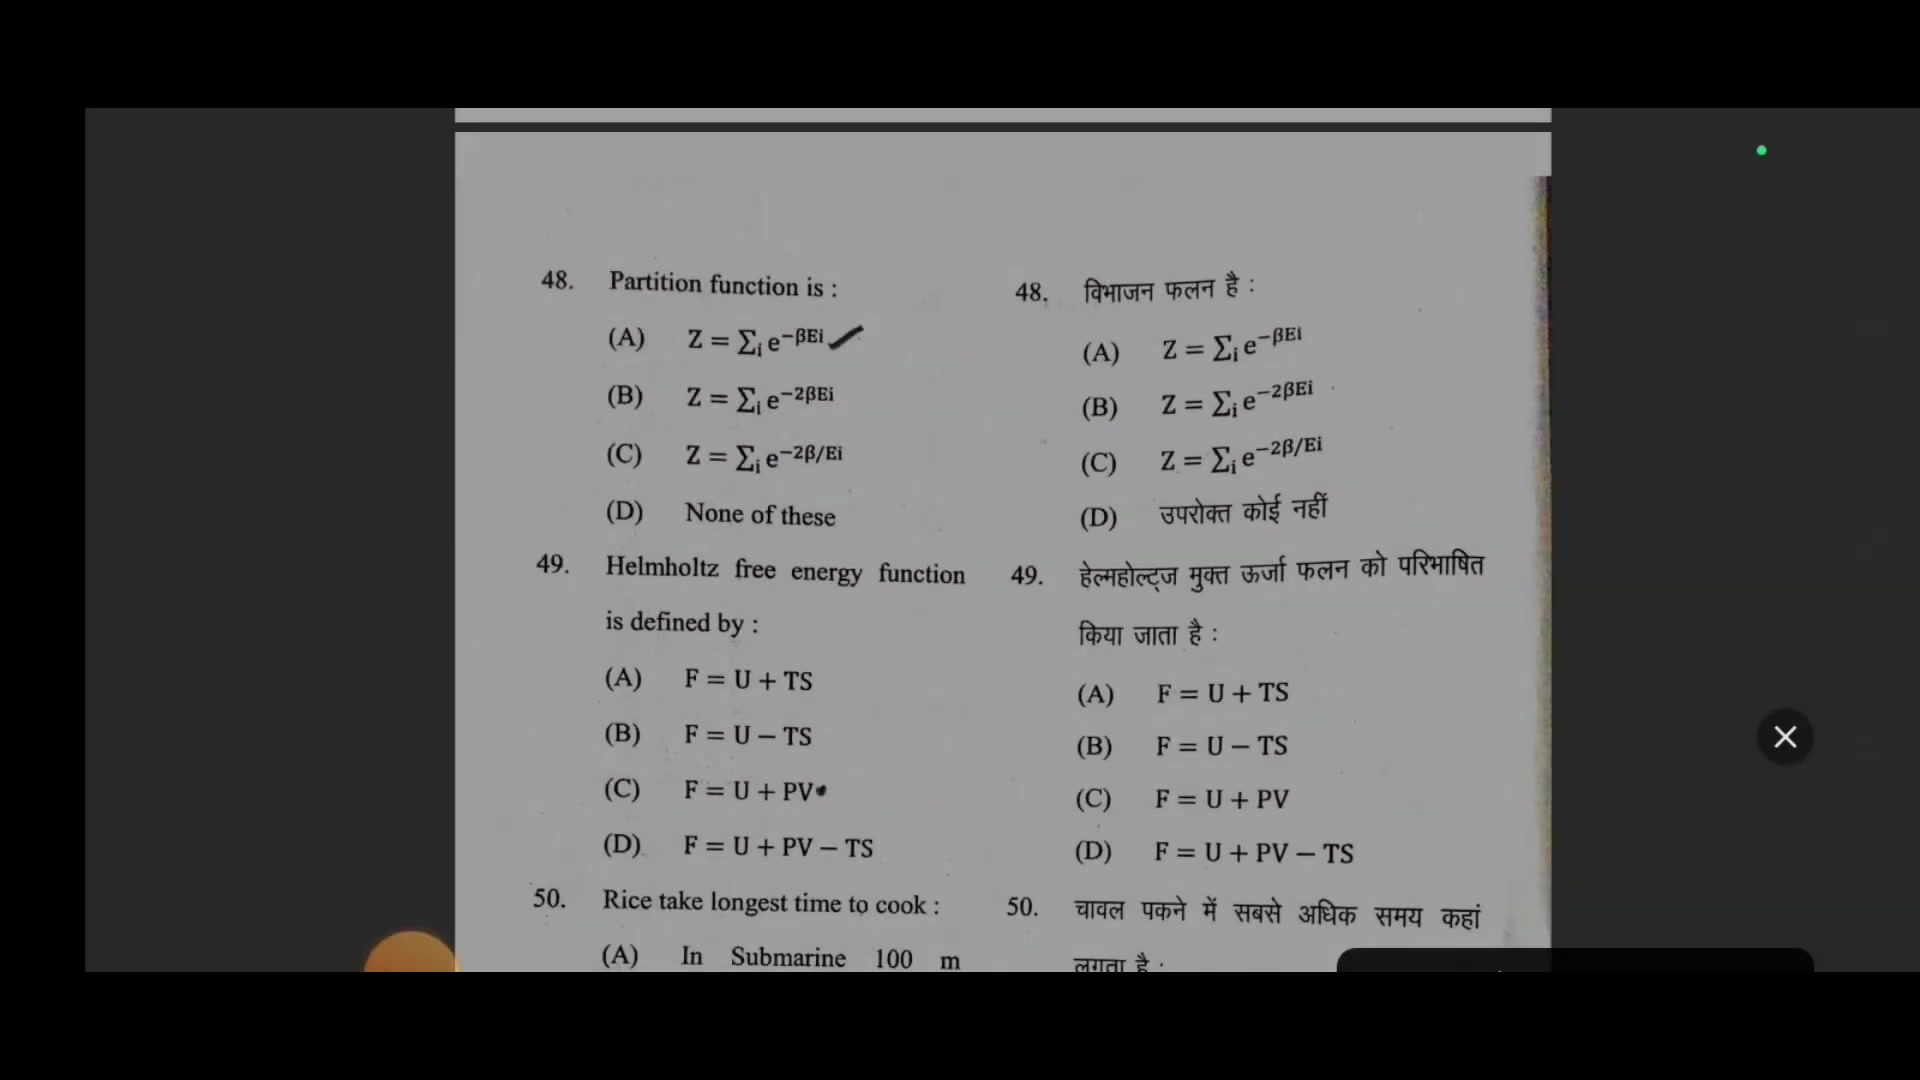 48. Partition function is :
(A) Z = ∑i e^−βEi
(B) Z = ∑i e^−2βEi
(C) Z = ∑i e^−2β/Ei
(D) None of these
49. Helmholtz free energy function
is defined by :
(A) F = U + TS
(B) F = U − TS
(C) F = U + PV
(D) F = U + PV − TS
50. Rice take longest time to cook :
(A) In Submarine 100 m
48. विभाजन फलन है :
(A) Z = ∑i e^−βEi
(B) Z = ∑i e^−2βEi
(C) Z = ∑i e^−2β/Ei
(D) उपरोक्त कोई नहीं
49. हेल्महोल्ट्ज मुक्त ऊर्जा फलन को परिभाषित
किया जाता है :
(A) F = U + TS
(B) F = U − TS
(C) F = U + PV
(D) F = U + PV − TS
50. चावल पकने में सबसे अधिक समय कहां
लगता है :